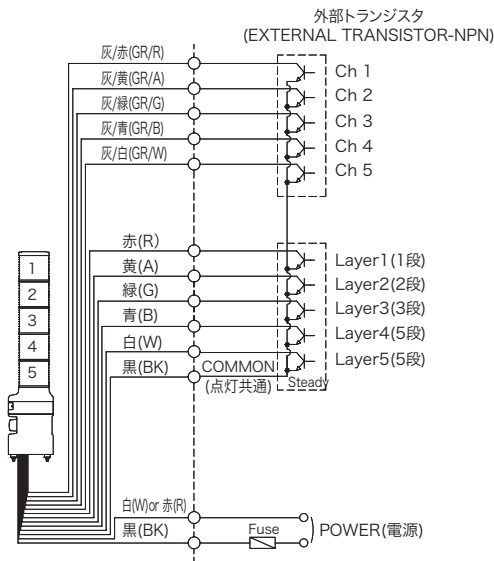 外部トランジスタ
(EXTERNAL TRANSISTOR-NPN)
灰/赤(GR/R)
Ch 1
灰/黄(GR/A)
Ch 2
灰/緑(GR/G)
Ch 3
灰/青(GR/B)
Ch 4
灰/白(GR/W)
Ch 5
赤(R)
Layer1(1段)
黄(A)
Layer2(2段)
緑(G)
Layer3(3段)
青(B)
Layer4(5段)
白(W)
Layer5(5段)
黒(BK)
COMMON
(点灯共通)
Steady
1
2
3
4
5
白(W)or 赤(R)
黒(BK)
Fuse
POWER(電源)